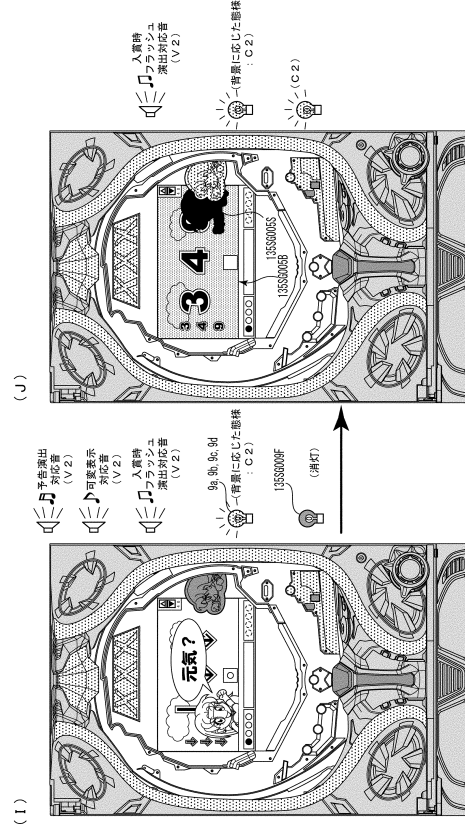 (I)
予告演出
対応音
(V2)
可変表示
対応音
(V2)
入賞時
フラッシュ
演出対応音
(V2)
9a, 9b, 9c, 9d
(背景に応じた態様
:C2)
135SG009F
(消灯)
元気?
(J)
入賞時
フラッシュ
演出対応音
(V2)
(背景に応じた態様
:C2)
(C2)
3
4
9
3 4
135SG005S
135SG005B